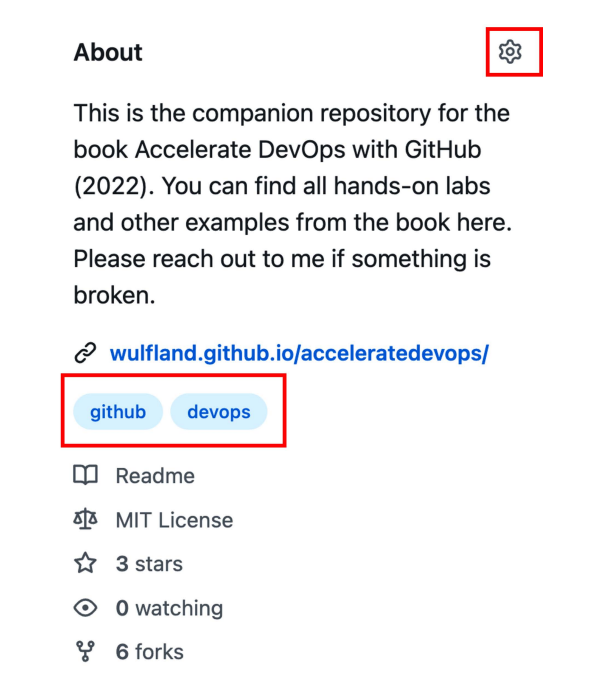 About
This is the companion repository for the
book Accelerate DevOps with GitHub
(2022). You can find all hands-on labs
and other examples from the book here.
Please reach out to me if something is
broken.
wulfland.github.io/acceleratedevops/
github devops
Readme
MIT License
3 stars
0 watching
6 forks